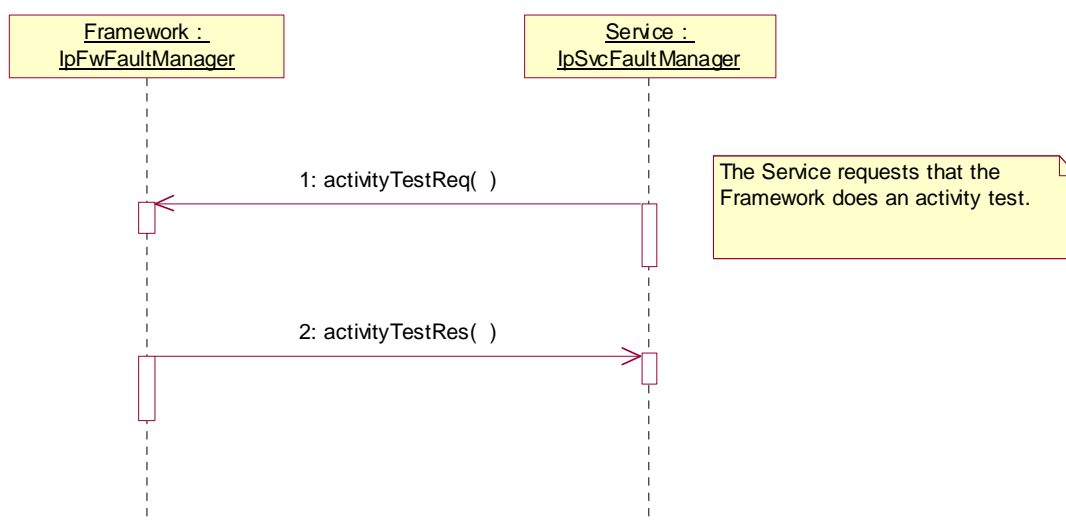 Framework :
IpFwFaultManager
Service :
IpSvcFaultManager
1: activityTestReq( )
The Service requests that the
Framework does an activity test.
2: activityTestRes( )